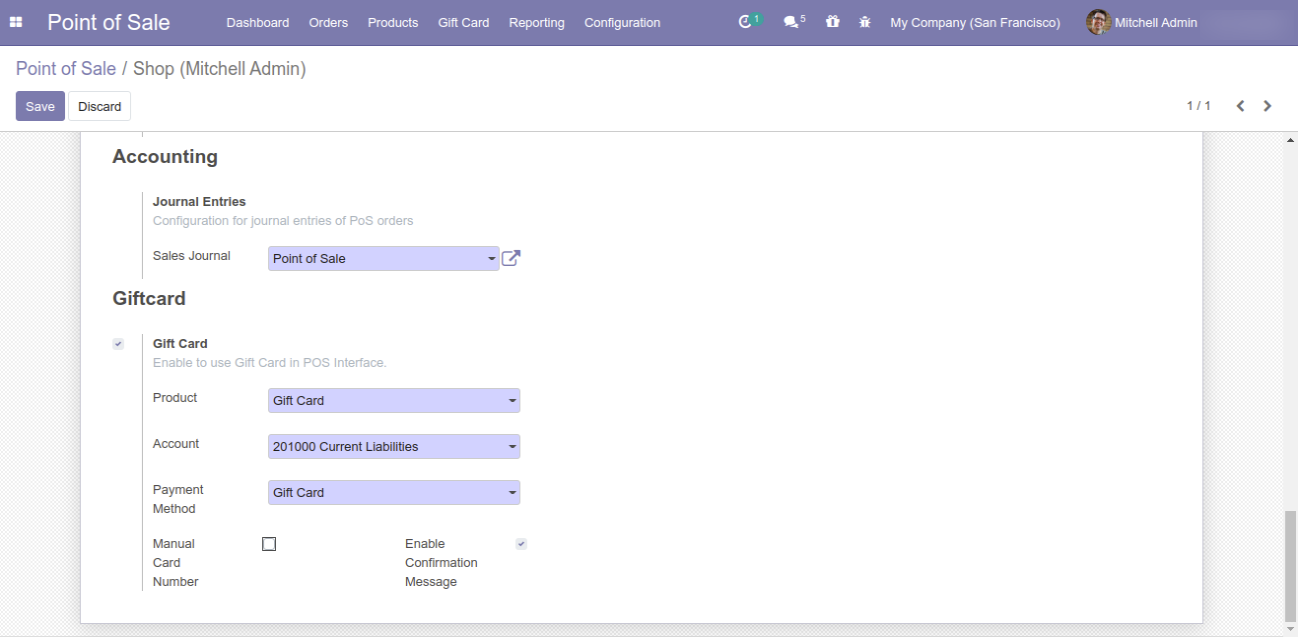 Point of Sale Dashboard Orders Products Gift Card Reporting Configuration 1 5 My Company (San Francisco) Mitchell Admin
Point of Sale / Shop (Mitchell Admin)
Save Discard 1 / 1
Accounting
Journal Entries
Configuration for journal entries of PoS orders
Sales Journal Point of Sale
Giftcard
Gift Card
Enable to use Gift Card in POS Interface.
Product Gift Card
Account 201000 Current Liabilities
Payment Method Gift Card
Manual Card Number
Enable Confirmation Message